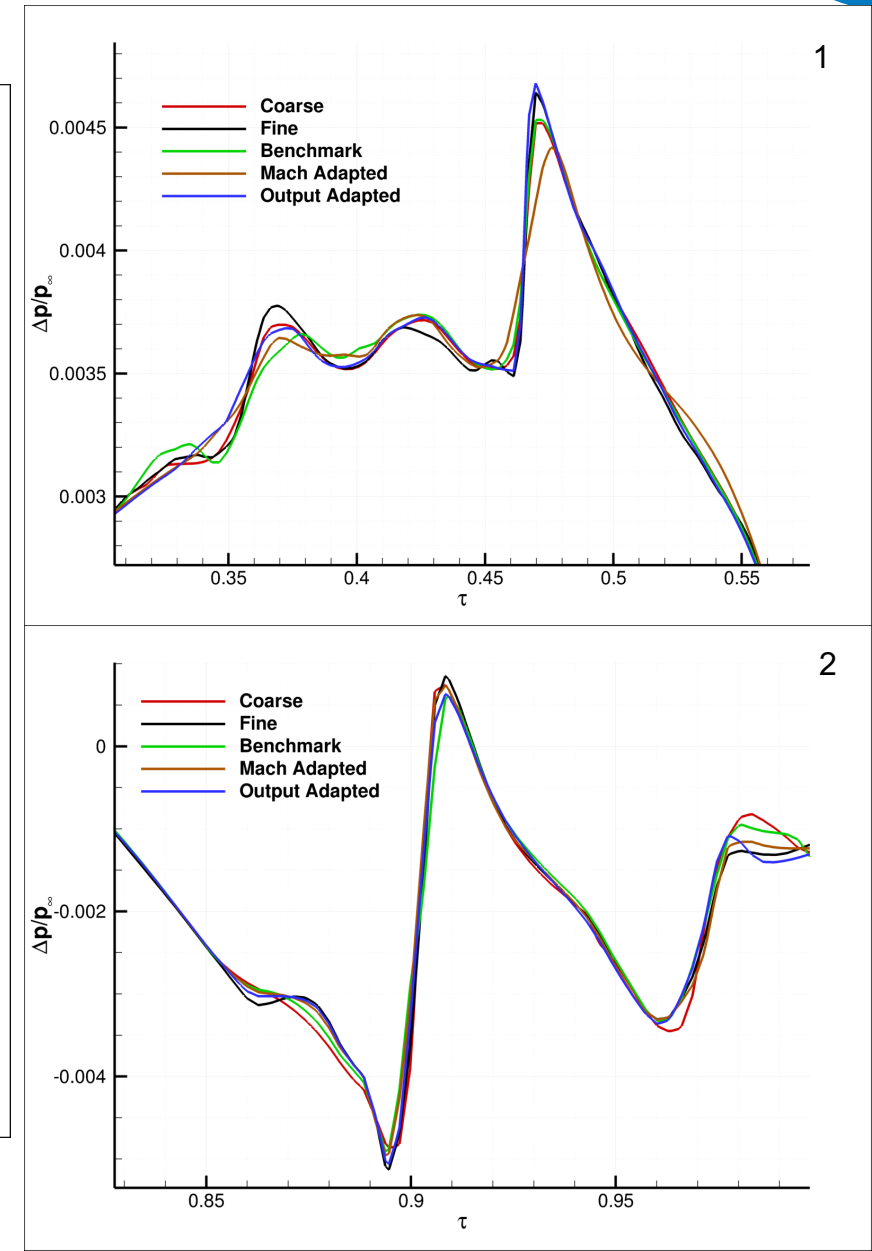 1
Coarse
Fine
Benchmark
Mach Adapted
Output Adapted
0.0045
0.004
0.0035
0.003
Δp/p∞
0.35 0.4 0.45 0.5 0.55
τ
2
Coarse
Fine
Benchmark
Mach Adapted
Output Adapted
0
-0.002
-0.004
Δp/p∞
0.85 0.9 0.95
τ